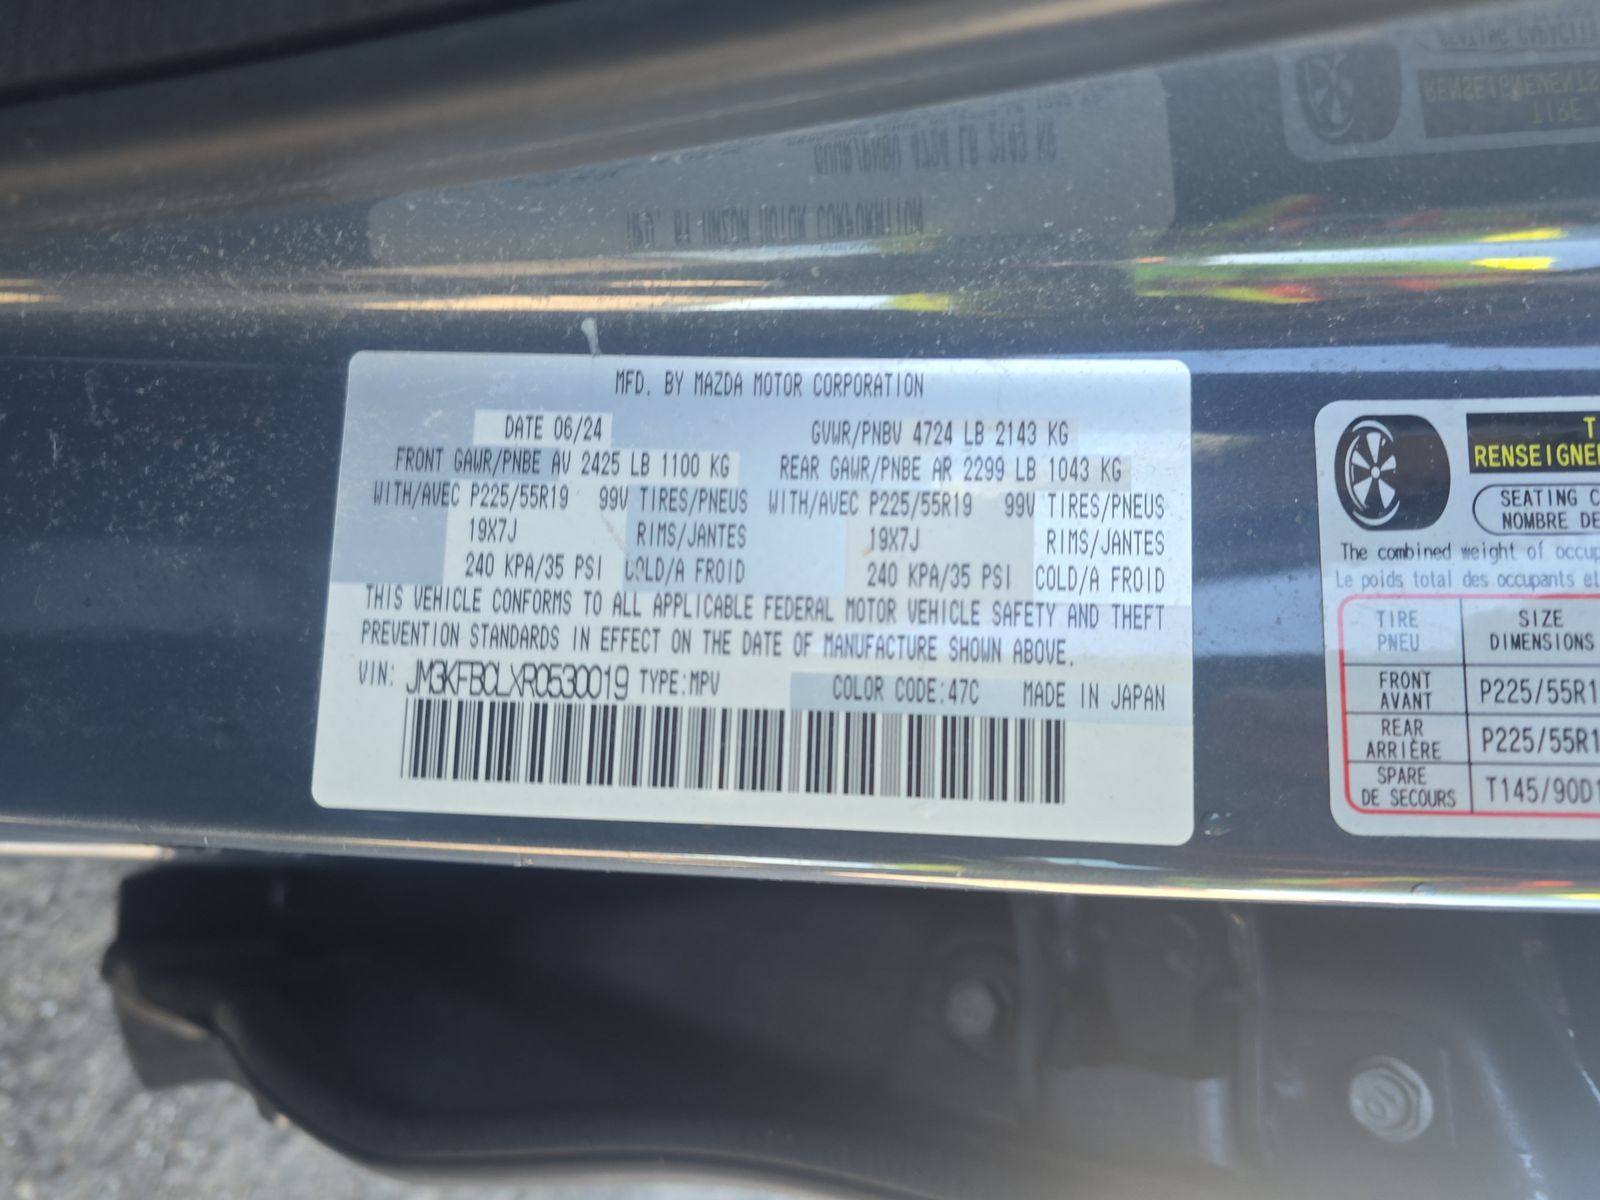 MFD. BY MAZDA MOTOR CORPORATION
DATE 06/24 GVWR/PNBV 4724 LB 2143 KG
FRONT GAWR/PNBE AV 2425 LB 1100 KG REAR GAWR/PNBE AR 2299 LB 1043 KG
WITH/AVEC P225/55R19 99V TIRES/PNEUS WITH/AVEC P225/55R19 99V TIRES/PNEUS
19X7J RIMS/JANTES 19X7J RIMS/JANTES
240 KPA/35 PSI COLD/A FROID 240 KPA/35 PSI COLD/A FROID
THIS VEHICLE CONFORMS TO ALL APPLICABLE FEDERAL MOTOR VEHICLE SAFETY AND THEFT
PREVENTION STANDARDS IN EFFECT ON THE DATE OF MANUFACTURE SHOWN ABOVE.
VIN: JM3KFBCLXR0530019 TYPE:MPV COLOR CODE:47C MADE IN JAPAN
T
RENSEIGNE
SEATING C
NOMBRE DE
The combined weight of occup
Le poids total des occupants et
TIRE PNEU SIZE DIMENSIONS
FRONT AVANT P225/55R1
REAR ARRIÈRE P225/55R1
SPARE DE SECOURS T145/90D1